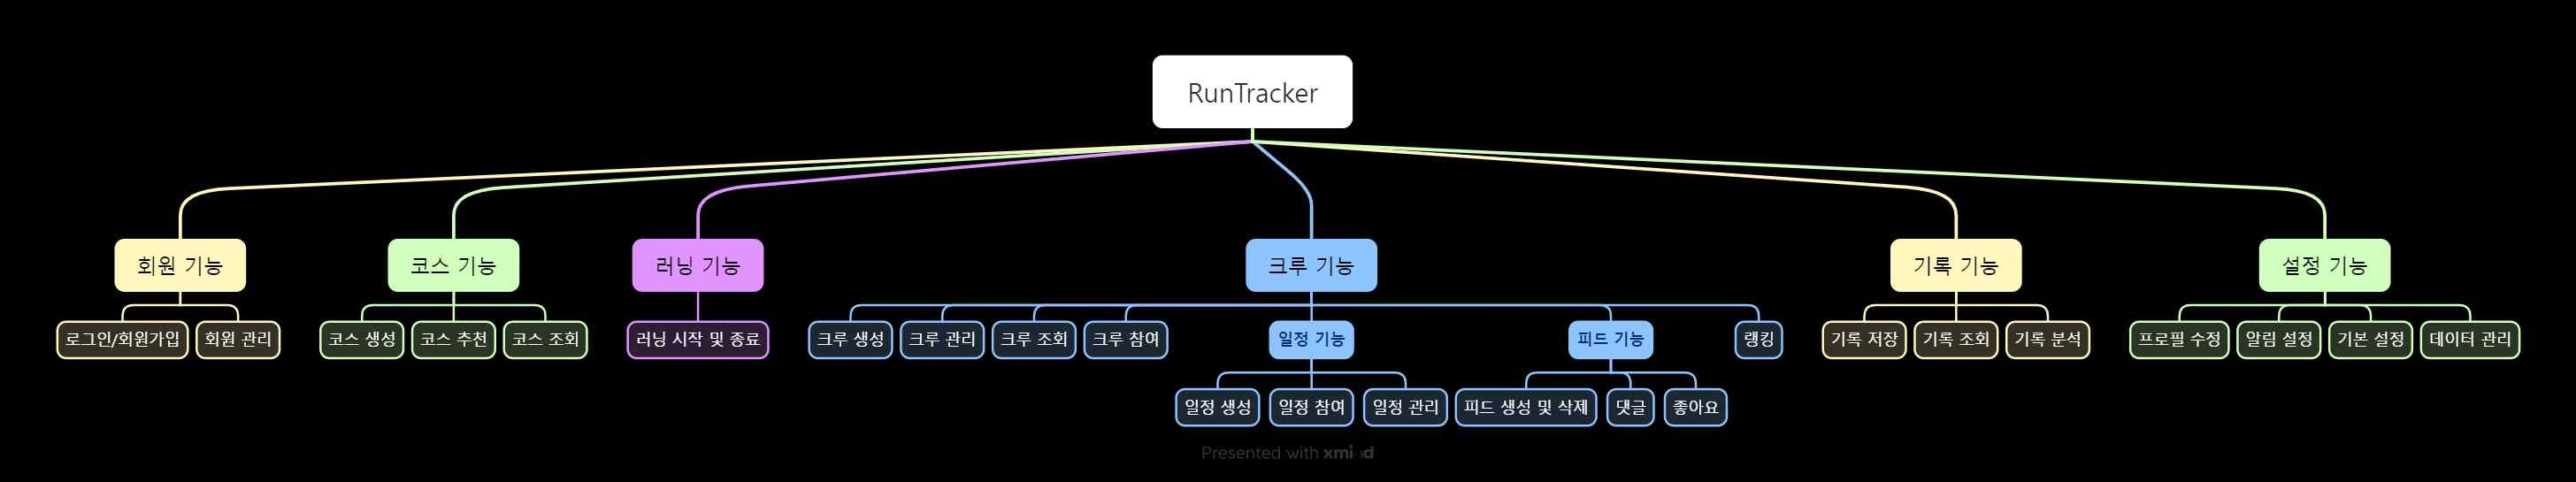 RunTracker
회원 기능
코스 기능
러닝 기능
크루 기능
기록 기능
설정 기능
로그인/회원가입
회원 관리
코스 생성
코스 추천
코스 조회
러닝 시작 및 종료
크루 생성
크루 관리
크루 조회
크루 참여
일정 기능
피드 기능
랭킹
기록 저장
기록 조회
기록 분석
프로필 수정
알림 설정
기본 설정
데이터 관리
일정 생성
일정 참여
일정 관리
피드 생성 및 삭제
댓글
좋아요
Presented with xmind